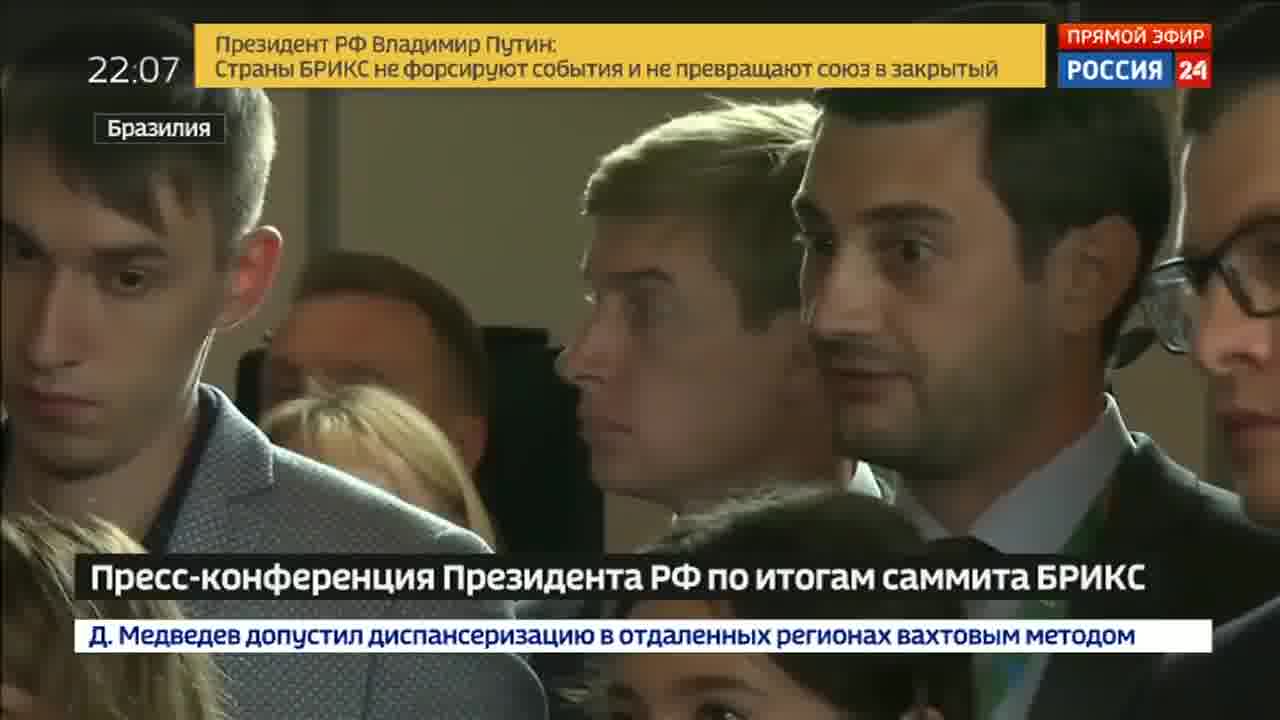 22:07
Президент РФ Владимир Путин:
Страны БРИКС не форсируют события и не превращают союз в закрытый
ПРЯМОЙ ЭФИР
РОССИЯ 24
Бразилия
Пресс-конференция Президента РФ по итогам саммита БРИКС
Д. Медведев допустил диспансеризацию в отдаленных регионах вахтовым методом